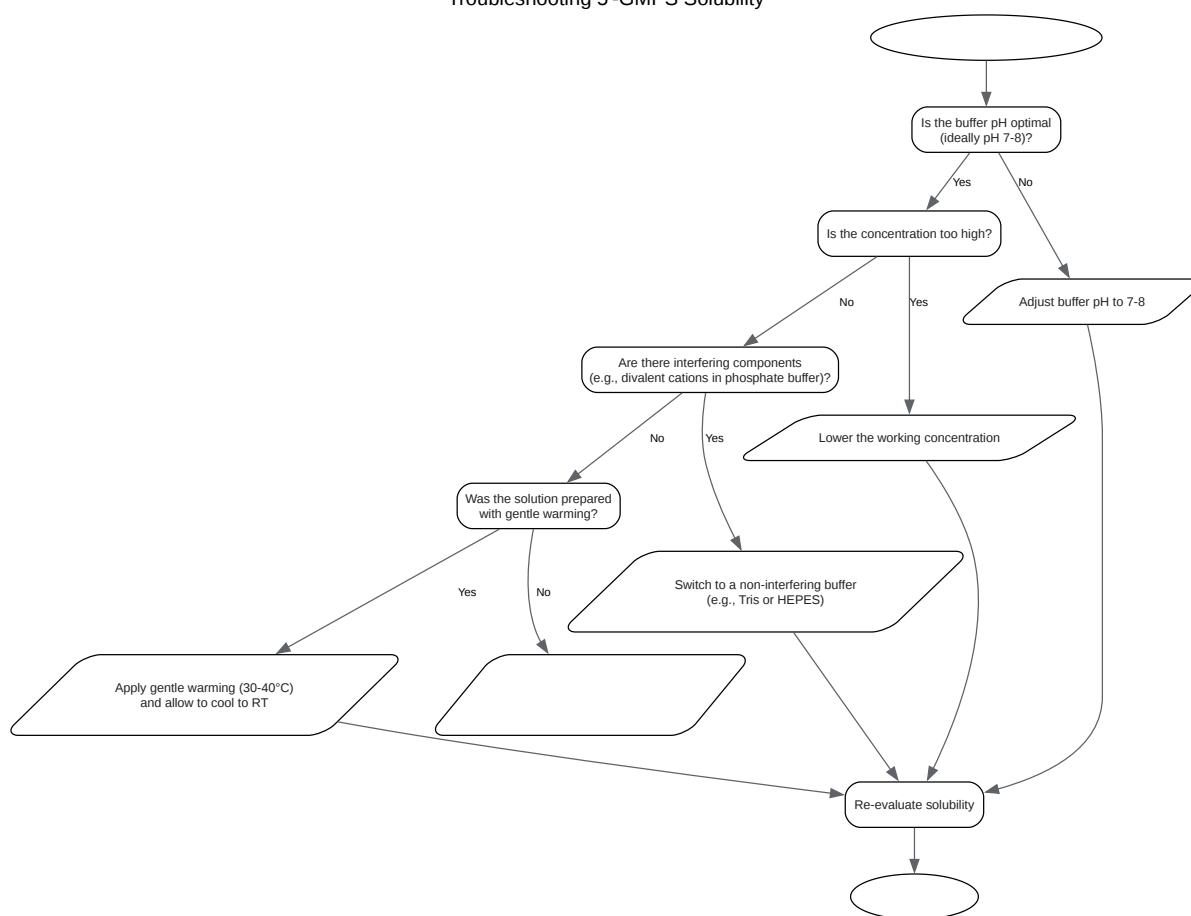 Troubleshooting 5'-GMPS Solubility
Is the buffer pH optimal
(ideally pH 7-8)?
Yes
No
Is the concentration too high?
No
Yes
Adjust buffer pH to 7-8
Are there interfering components
(e.g., divalent cations in phosphate buffer)?
No
Yes
Lower the working concentration
Was the solution prepared
with gentle warming?
Yes
No
Switch to a non-interfering buffer
(e.g., Tris or HEPES)
Apply gentle warming (30-40°C)
and allow to cool to RT
Re-evaluate solubility